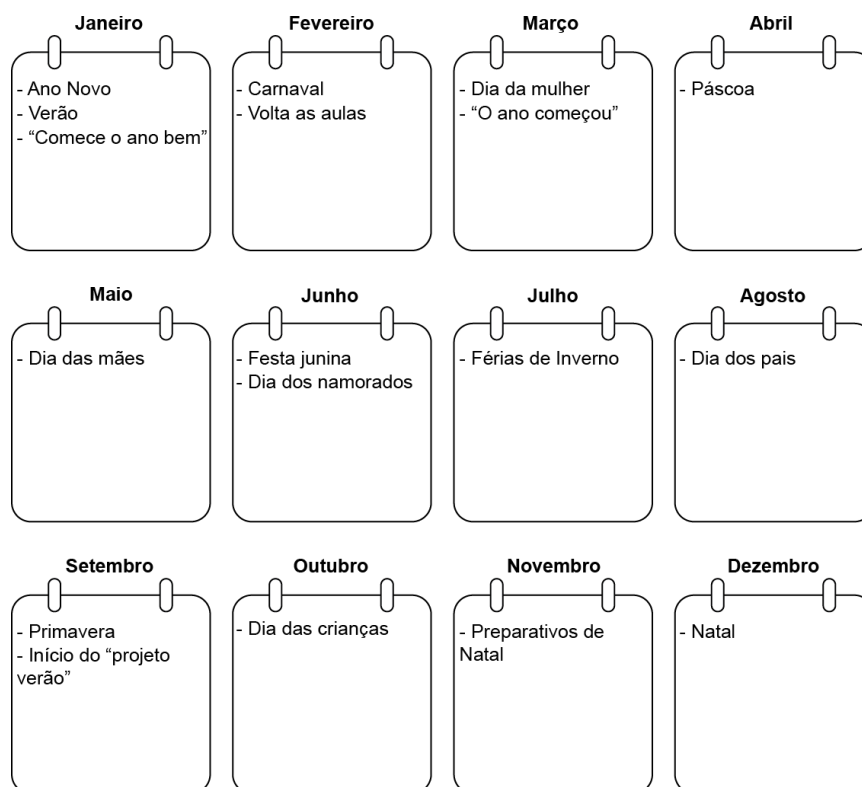 Janeiro
- Ano Novo
- Verão
- “Comece o ano bem”
Fevereiro
- Carnaval
- Volta as aulas
Março
- Dia da mulher
- “O ano começou”
Abril
- Páscoa
Maio
- Dia das mães
Junho
- Festa junina
- Dia dos namorados
Julho
- Férias de Inverno
Agosto
- Dia dos pais
Setembro
- Primavera
- Início do “projeto
verão”
Outubro
- Dia das crianças
Novembro
- Preparativos de
Natal
Dezembro
- Natal